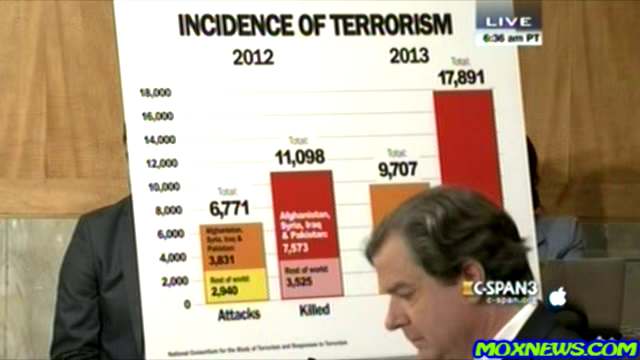 INCIDENCE OF TERRORISM
LIVE
6:36 am PT
2012
2013
Total:
17,891
18,000
16,000
14,000
12,000
10,000
8,000
6,000
4,000
2,000
0
Total:
6,771
Afghanistan,
Syria, Iraq &
Pakistan:
3,831
Rest of world:
2,940
Attacks
Total:
11,098
Afghanistan,
Syria, Iraq
& Pakistan:
7,573
Rest of world:
3,525
Killed
Total:
9,707
National Consortium for the Study of Terrorism and Responses to Terrorism
C-SPAN3
c-span.org
MOXNEWS.COM